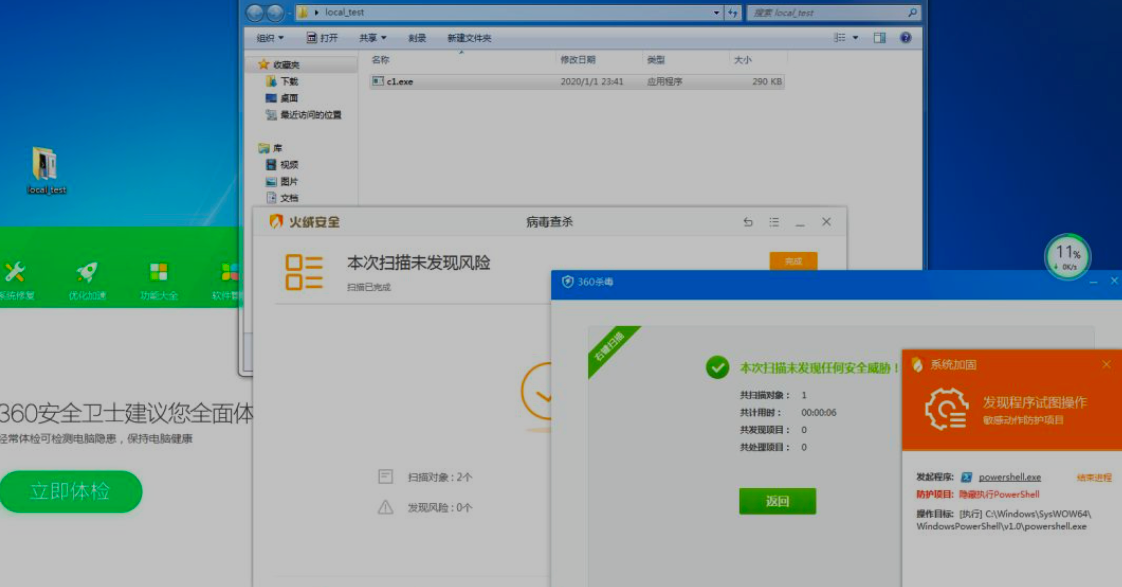 local_test
搜索 local_test
组织
打开
共享
刻录
新建文件夹
收藏夹
下载
桌面
最近访问的位置
库
视频
图片
文档
名称
修改日期
类型
大小
c1.exe
2020/1/1 23:41
应用程序
290 KB
local_test
系统修复
优化加速
功能大全
360安全卫士建议您全面体
经常体检可检测电脑隐患，保持电脑健康
立即体检
火绒安全
病毒查杀
本次扫描未发现风险
扫描已完成
完成
扫描对象：2个
发现风险：0个
11%
0K/s
360杀毒
右键扫描
本次扫描未发现任何安全威胁！
共扫描对象： 1
共计用时： 00:00:06
共发现项目： 0
共处理项目： 0
返回
系统加固
发现程序试图操作
敏感动作防护项目
发起程序： powershell.exe
结束进程
防护项目：隐藏执行PowerShell
操作目标：[执行] C:\Windows\SysWOW64\
WindowsPowerShell\v1.0\powershell.exe